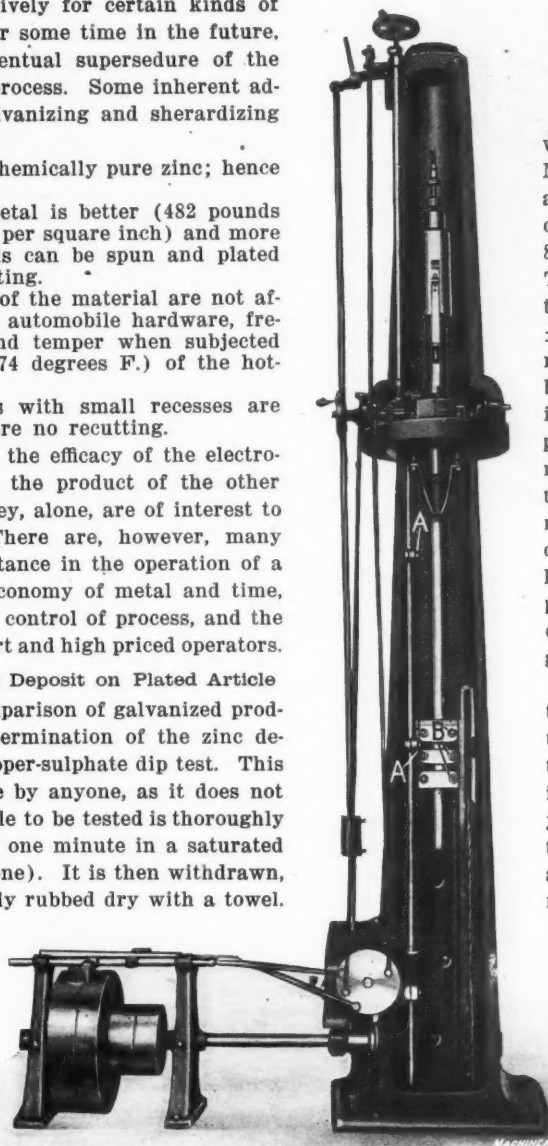 ively for certain kinds of
r some time in the future,
entual supersedure of the
rocess. Some inherent ad-
lvanizing and sherardizing
hemically pure zinc; hence
etal is better (482 pounds
per square inch) and more
s can be spun and plated
ting.
of the material are not af-
automobile hardware, fre-
nd temper when subjected
74 degrees F.) of the hot-
s with small recesses are
re no recutting.
the efficacy of the electro-
the product of the other
ey, alone, are of interest to
There are, however, many
tance in the operation of a
conomy of metal and time,
control of process, and the
rt and high priced operators.
Deposit on Plated Article
parison of galvanized prod-
ermination of the zinc de-
pper-sulphate dip test. This
e by anyone, as it does not
le to be tested is thoroughly
one minute in a saturated
one). It is then withdrawn,
ly rubbed dry with a towel.
A
B
A